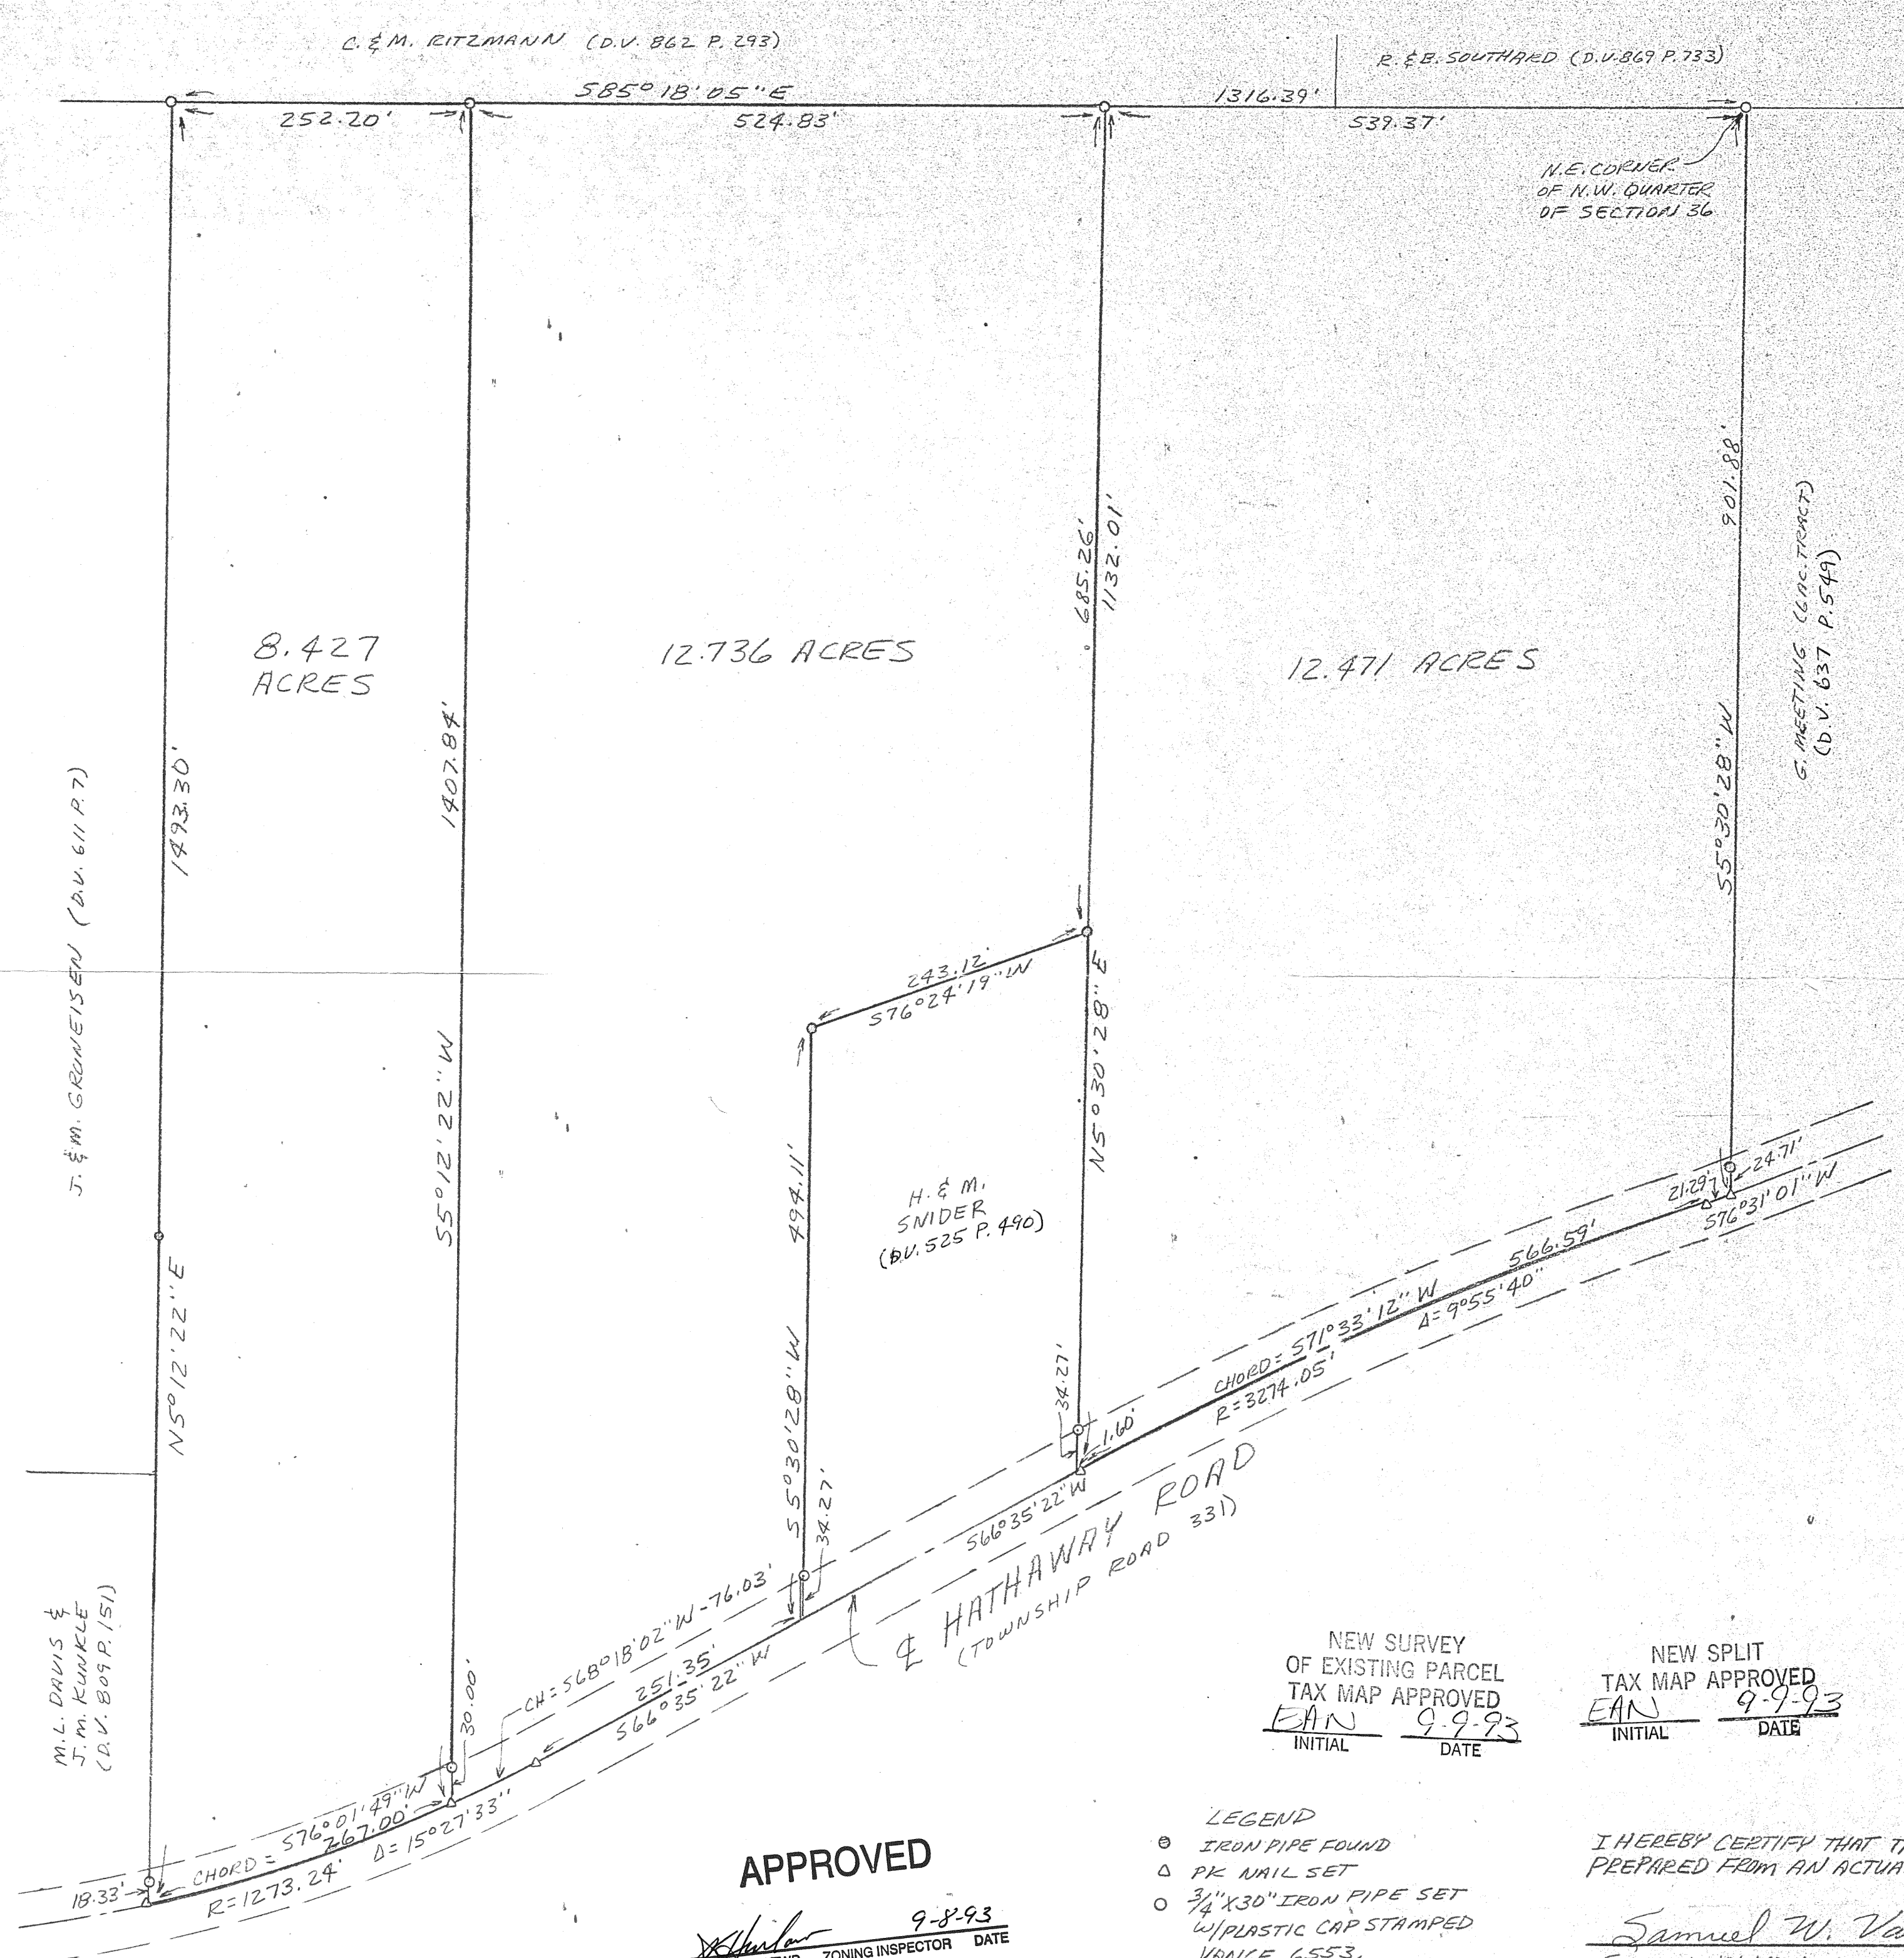 C. & M. RITZMANN (D.V. 862 P. 293)
R. & B. SOUTHARD (D.V. 869 P. 733)
S85° 18' 05" E
1316.39'
252.20'
524.83'
539.37'
N.E. CORNER
OF N.W. QUARTER
OF SECTION 36
8.427
ACRES
12.736 ACRES
12.471 ACRES
1493.30'
N5° 12' 22" E
1407.84'
S5° 12' 22" W
685.26'
1132.01'
N5° 30' 28" E
901.88'
S5° 30' 28" W
G. MEETING (6 AC. TRACT)
(D.V. 637 P. 549)
J. & M. GRONEISEN (D.V. 611 P. 7)
243.12'
S76° 24' 19" W
494.11'
S5° 30' 28" W
H. & M.
SNIDER
(D.V. 525 P. 490)
34.27'
34.27'
1.60'
21.29'
24.71'
S76° 31' 01" W
566.59'
CHORD = S71° 33' 12" W
Δ = 9° 55' 40"
R = 3274.05'
S66° 35' 22" W
℄ HATHAWAY ROAD
(TOWNSHIP ROAD 331)
CH = S68° 18' 02" W - 76.03'
251.35'
S66° 35' 22" W
30.00'
M. L. DAVIS &
J. M. KUNKLE
(D.V. 809 P. 151)
CHORD = S76° 01' 49" W
267.00'
R = 1273.24'
Δ = 15° 27' 33"
18.33'
NEW SURVEY
OF EXISTING PARCEL
TAX MAP APPROVED
EAN 9-9-93
INITIAL DATE
NEW SPLIT
TAX MAP APPROVED
EAN 9-9-93
INITIAL DATE
APPROVED
9-8-93
ZONING INSPECTOR DATE
LEGEND
IRON PIPE FOUND
△ PK NAIL SET
○ 3/4" X 30" IRON PIPE SET
W/PLASTIC CAP STAMPED
VANCE 6553.
I HEREBY CERTIFY THAT
PREPARED FROM AN
Samuel W.